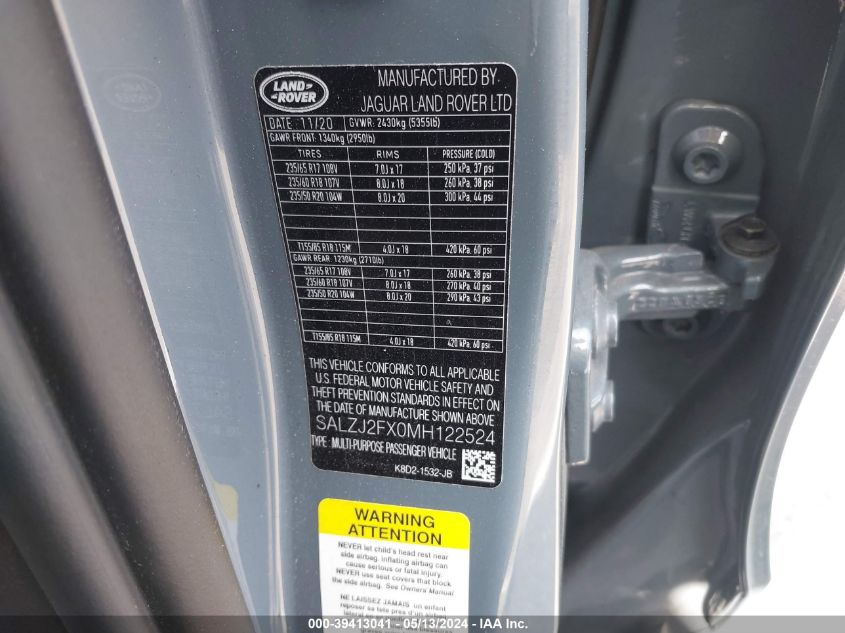 LAND
ROVER
MANUFACTURED BY
JAGUAR LAND ROVER LTD
DATE 11/20 GVWR: 2430kg (5355lb)
GAWR FRONT: 1340kg (2950lb)
TIRES RIMS PRESSURE (COLD)
235/65 R17 108V 7.0J x 17 250 kPa, 37 psi
235/60 R18 107V 8.0J x 18 260 kPa, 38 psi
235/50 R20 104W 8.0J x 20 300 kPa, 44 psi
T155/85 R18 115M 4.0J x 18 420 kPa, 60 psi
GAWR REAR: 1230kg (2710lb)
235/65 R17 108V 7.0J x 17 260 kPa, 38 psi
235/60 R18 107V 8.0J x 18 270 kPa, 40 psi
235/50 R20 104W 8.0J x 20 290 kPa, 43 psi
T155/85 R18 115M 4.0J x 18 420 kPa, 60 psi
THIS VEHICLE CONFORMS TO ALL APPLICABLE
U.S. FEDERAL MOTOR VEHICLE SAFETY AND
THEFT PREVENTION STANDARDS IN EFFECT ON
THE DATE OF MANUFACTURE SHOWN ABOVE
SALZJ2FX0MH122524
TYPE : MULTI-PURPOSE PASSENGER VEHICLE
K8D2-1532-JB
WARNING
ATTENTION
NEVER let child's head rest near
side airbag, inflating airbag can
cause serious or fatal injury.
NEVER use seat covers that block
the side airbag. See Owners Manual
NE LAISSEZ JAMAIS un enfant
reposer sa tête près
000-39413041 - 05/13/2024 - IAAI.COM